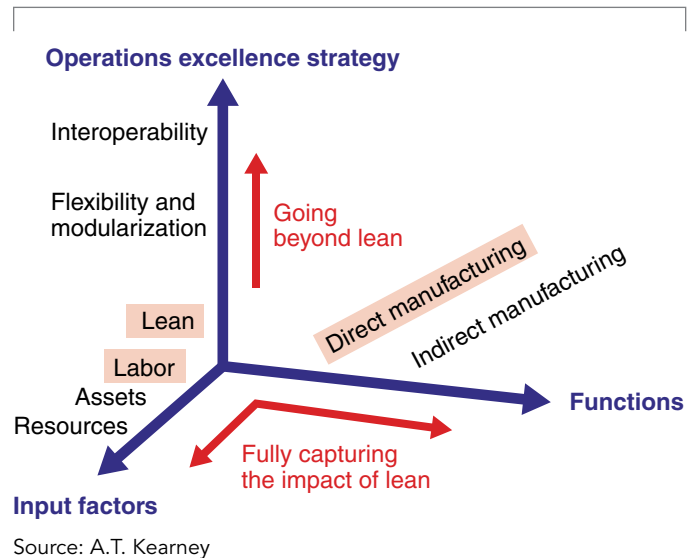 Operations excellence strategy
Interoperability
Flexibility and
modularization
Going
beyond lean
Direct manufacturing
Indirect manufacturing
Lean
Labor
Assets
Resources
Functions
Fully capturing
the impact of lean
Input factors
Source: A.T. Kearney